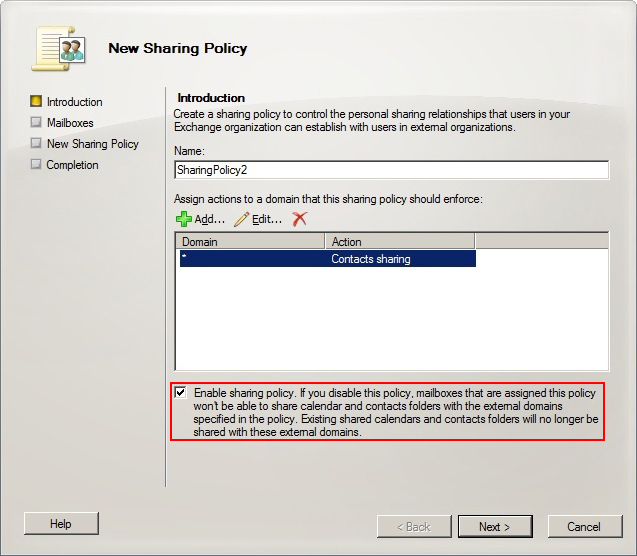 New Sharing Policy
Introduction
Mailboxes
New Sharing Policy
Completion
Introduction
Create a sharing policy to control the personal sharing relationships that users in your
Exchange organization can establish with users in external organizations.
Name:
SharingPolicy2
Assign actions to a domain that this sharing policy should enforce:
Add... Edit...
Domain Action
* Contacts sharing
Enable sharing policy. If you disable this policy, mailboxes that are assigned this policy
won't be able to share calendar and contacts folders with the external domains
specified in the policy. Existing shared calendars and contacts folders will no longer be
shared with these external domains.
Help < Back Next > Cancel